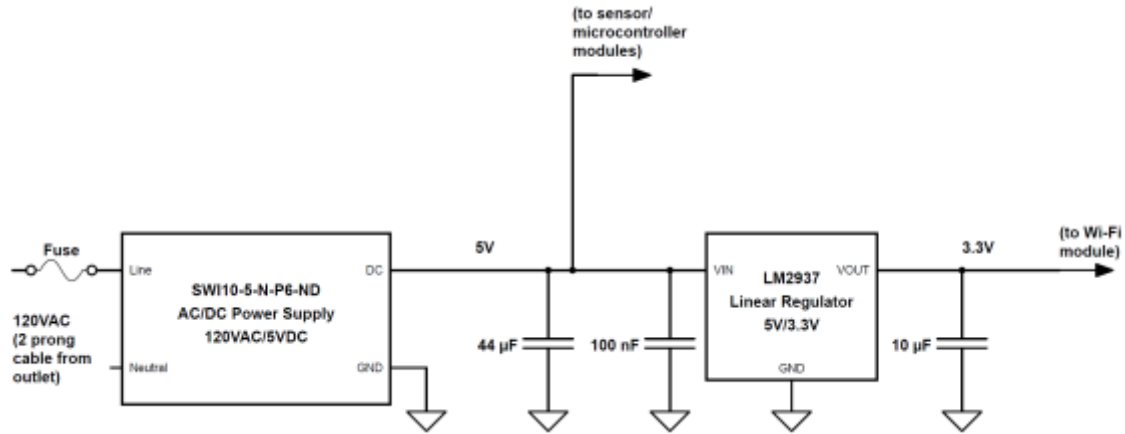 (to sensor/
microcontroller
modules)
Fuse
5V
3.3V
(to Wi-Fi
module)
Line
DC
VIN
VOUT
SWI10-5-N-P6-ND
AC/DC Power Supply
120VAC/5VDC
LM2937
Linear Regulator
5V/3.3V
120VAC
(2 prong
cable from
outlet)
44 µF
100 nF
10 µF
Neutral
GND
GND